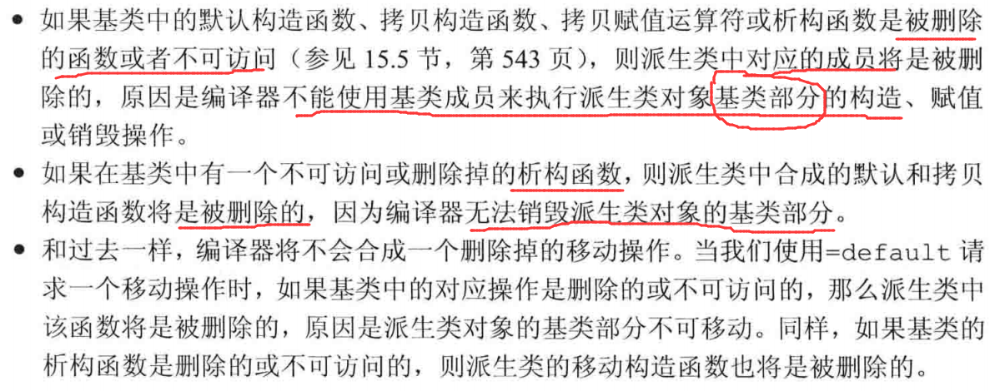 • 如果基类中的默认构造函数、拷贝构造函数、拷贝赋值运算符或析构函数是被删除
的函数或者不可访问（参见 15.5 节，第 543 页），则派生类中对应的成员将是被删
除的，原因是编译器不能使用基类成员来执行派生类对象基类部分的构造、赋值
或销毁操作。
• 如果在基类中有一个不可访问或删除掉的析构函数，则派生类中合成的默认和拷贝
构造函数将是被删除的，因为编译器无法销毁派生类对象的基类部分。
• 和过去一样，编译器将不会合成一个删除掉的移动操作。当我们使用=default 请
求一个移动操作时，如果基类中的对应操作是删除的或不可访问的，那么派生类中
该函数将是被删除的，原因是派生类对象的基类部分不可移动。同样，如果基类的
析构函数是删除的或不可访问的，则派生类的移动构造函数也将是被删除的。